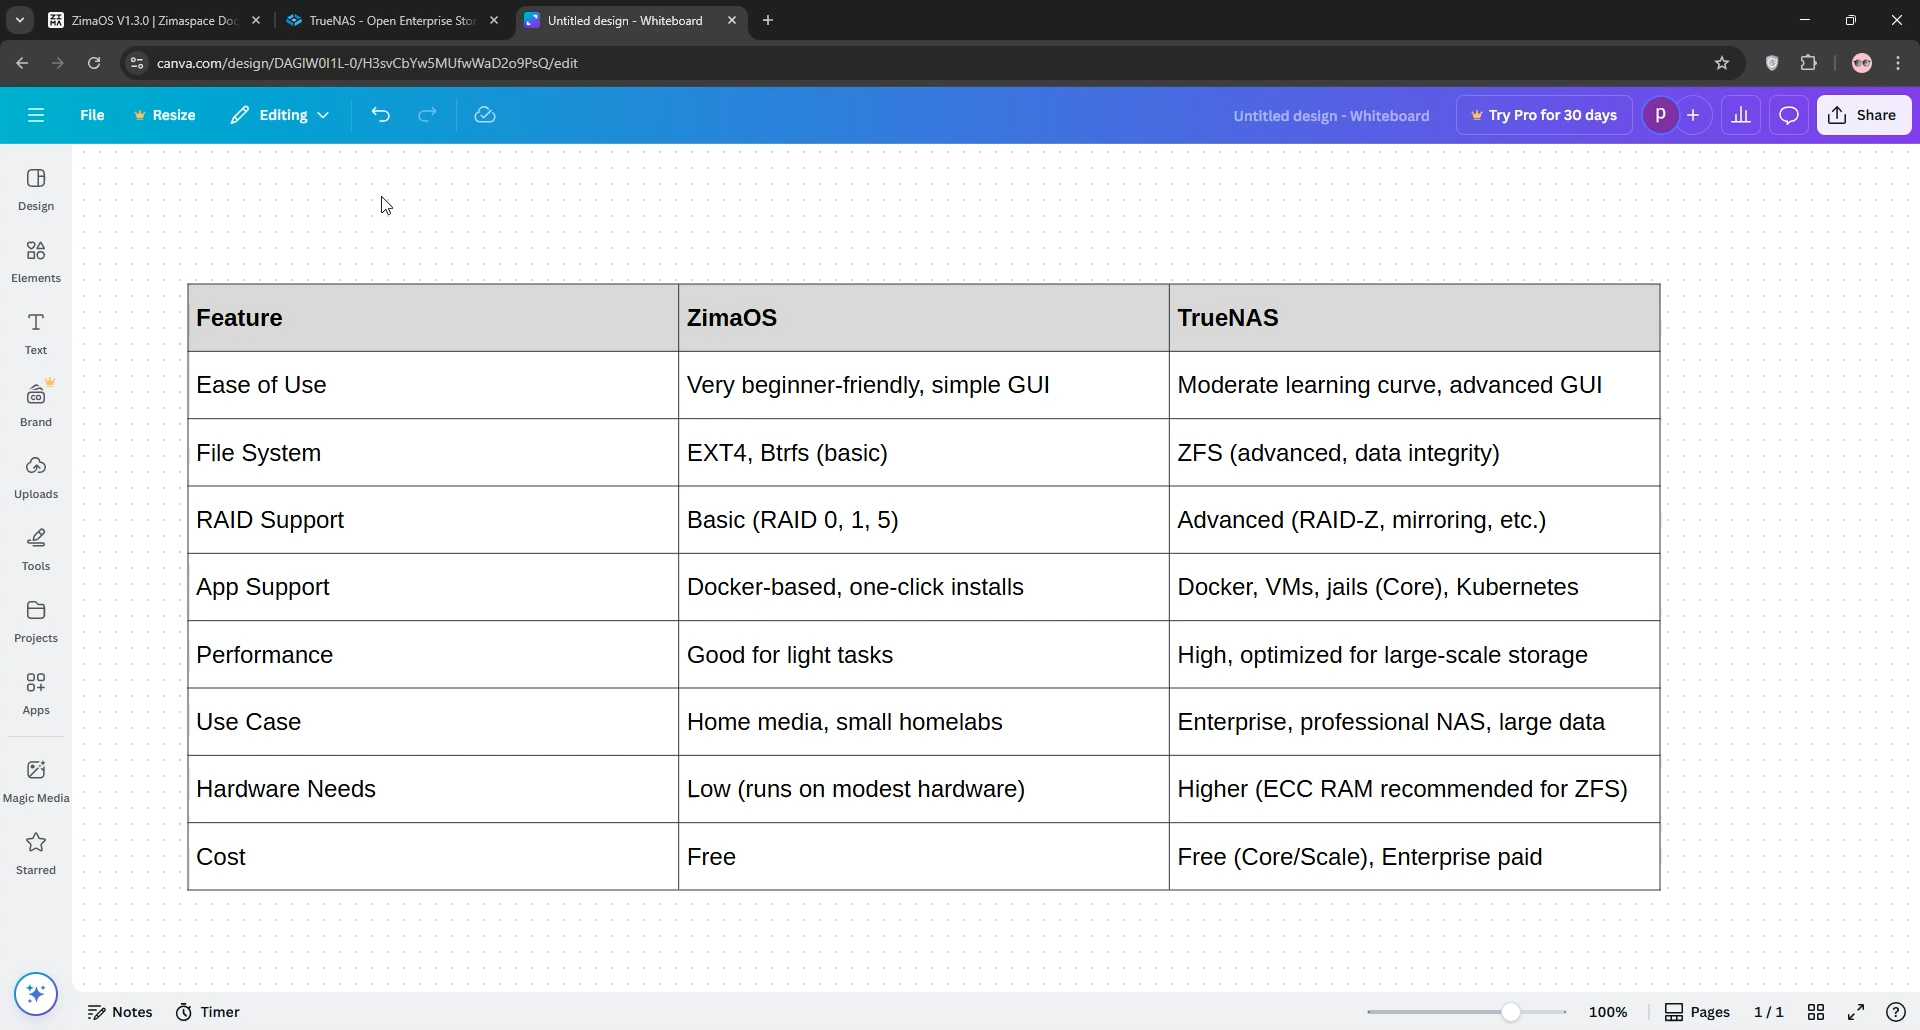 ZimaOS V1.3.0 | Zimaspace Doc
TrueNAS - Open Enterprise Stor
Untitled design - Whiteboard
canva.com/design/DAGIW0I1L-0/H3svCbYw5MUfwWaD2o9PsQ/edit
File
Resize
Editing
Untitled design - Whiteboard
Try Pro for 30 days
P
Share
Design
Elements
Text
Brand
Uploads
Tools
Projects
Apps
Magic Media
Starred
Feature ZimaOS TrueNAS
Ease of Use Very beginner-friendly, simple GUI Moderate learning curve, advanced GUI
File System EXT4, Btrfs (basic) ZFS (advanced, data integrity)
RAID Support Basic (RAID 0, 1, 5) Advanced (RAID-Z, mirroring, etc.)
App Support Docker-based, one-click installs Docker, VMs, jails (Core), Kubernetes
Performance Good for light tasks High, optimized for large-scale storage
Use Case Home media, small homelabs Enterprise, professional NAS, large data
Hardware Needs Low (runs on modest hardware) Higher (ECC RAM recommended for ZFS)
Cost Free Free (Core/Scale), Enterprise paid
Notes Timer 100% Pages 1 / 1